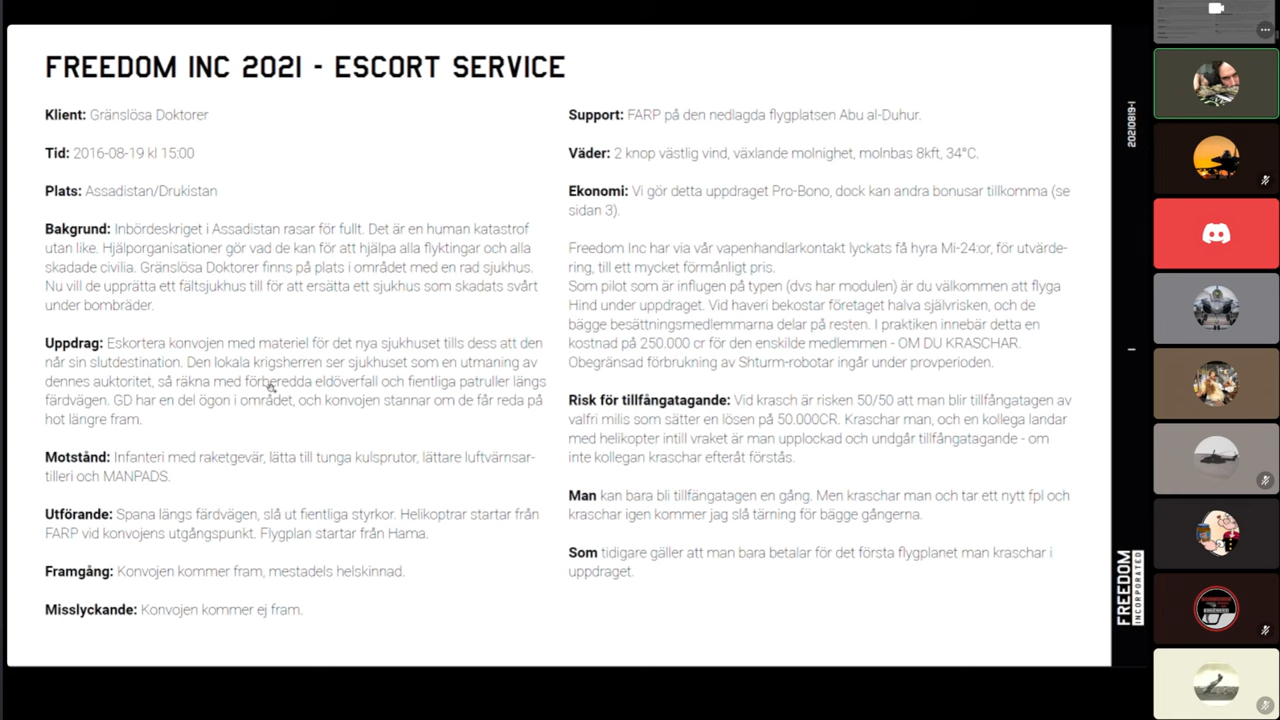 FREEDOM INC 2021 - ESCORT SERVICE
Klient: Gränslösa Doktorer
Tid: 2016-08-19 kl 15:00
Plats: Assadistan/Drukistan
Bakgrund: Inbördeskriget i Assadistan rasar för fullt. Det är en human katastrof
utan like. Hjälporganisationer gör vad de kan för att hjälpa alla flyktingar och alla
skadade civilia. Gränslösa Doktorer finns på plats i området med en rad sjukhus.
Nu vill de upprätta ett fältsjukhus till för att ersätta ett sjukhus som skadats svårt
under bombräder.
Uppdrag: Eskortera konvojen med materiel för det nya sjukhuset tills dess att den
når sin slutdestination. Den lokala krigsherren ser sjukhuset som en utmaning av
dennes auktoritet, så räkna med förberedda eldöverfall och fientliga patruller längs
färdvägen. GD har en del ögon i området, och konvojen stannar om de får reda på
hot längre fram.
Motstånd: Infanteri med raketgevär, lätta till tunga kulsprutor, lättare luftvärnsar-
tilleri och MANPADS.
Utförande: Spana längs färdvägen, slå ut fientliga styrkor. Helikoptrar startar från
FARP vid konvojens utgångspunkt. Flygplan startar från Hama.
Framgång: Konvojen kommer fram, mestadels helskinnad.
Misslyckande: Konvojen kommer ej fram.
Support: FARP på den nedlagda flygplatsen Abu al-Duhur.
Väder: 2 knop västlig vind, växlande molnighet, molnbas 8kft, 34°C.
Ekonomi: Vi gör detta uppdraget Pro-Bono, dock kan andra bonusar tillkomma (se
sidan 3).
Freedom Inc har via vår vapenhandlarkontakt lyckats få hyra Mi-24:or, för utvärde-
ring, till ett mycket förmånligt pris.
Som pilot som är influgen på typen (dvs har modulen) är du välkommen att flyga
Hind under uppdraget. Vid haveri bekostar företaget halva självrisken, och de
bägge besättningsmedlemmarna delar på resten. I praktiken innebär detta en
kostnad på 250.000 cr för den enskilde medlemmen - OM DU KRASCHAR.
Obegränsad förbrukning av Shturm-robotar ingår under provperioden.
Risk för tillfångatagande: Vid krasch är risken 50/50 att man blir tillfångatagen av
valfri milis som sätter en lösen på 50.000CR. Kraschar man, och en kollega landar
med helikopter intill vraket är man upplockad och undgår tillfångatagande - om
inte kollegan kraschar efteråt förstås.
Man kan bara bli tillfängatagen en gång. Men kraschar man och tar ett nytt fpl och
kraschar igen kommer jag slå tärning för bägge gångerna.
Som tidigare gäller att man bara betalar för det första flygplanet man kraschar i
uppdraget.
20210819-1
1
FREEDOM
INCORPORATED